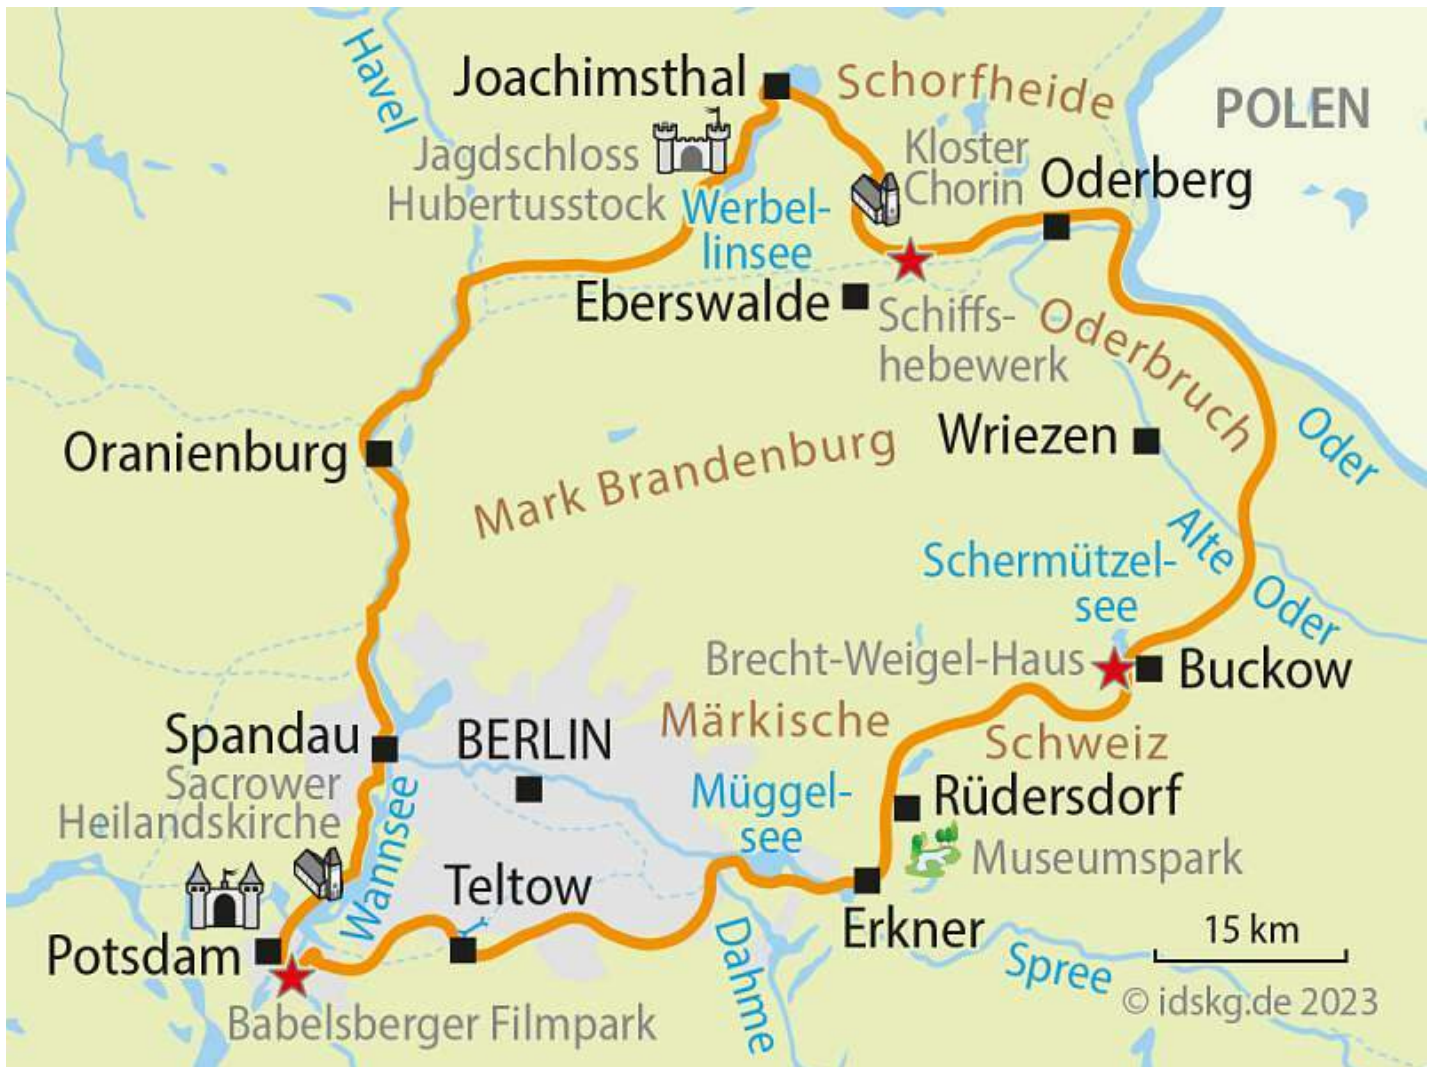 Havel
Joachimsthal
Schorfheide
POLEN
Jagdschloss
Hubertusstock
Kloster
Chorin
Oderberg
Werbel-
linsee
Eberswalde
Schiffs-
hebewerk
Oderbruch
Oder
Oranienburg
Mark Brandenburg
Wriezen
Alte
Oder
Schermützel-
see
Brecht-Weigel-Haus
Buckow
Märkische
Schweiz
Spandau
BERLIN
Sacrower
Heilandskirche
Wannsee
Müggel-
see
Rüdersdorf
Museumspark
Teltow
Erkner
Potsdam
Dahme
Spree
15 km
Babelsberger Filmpark
© idskg.de 2023